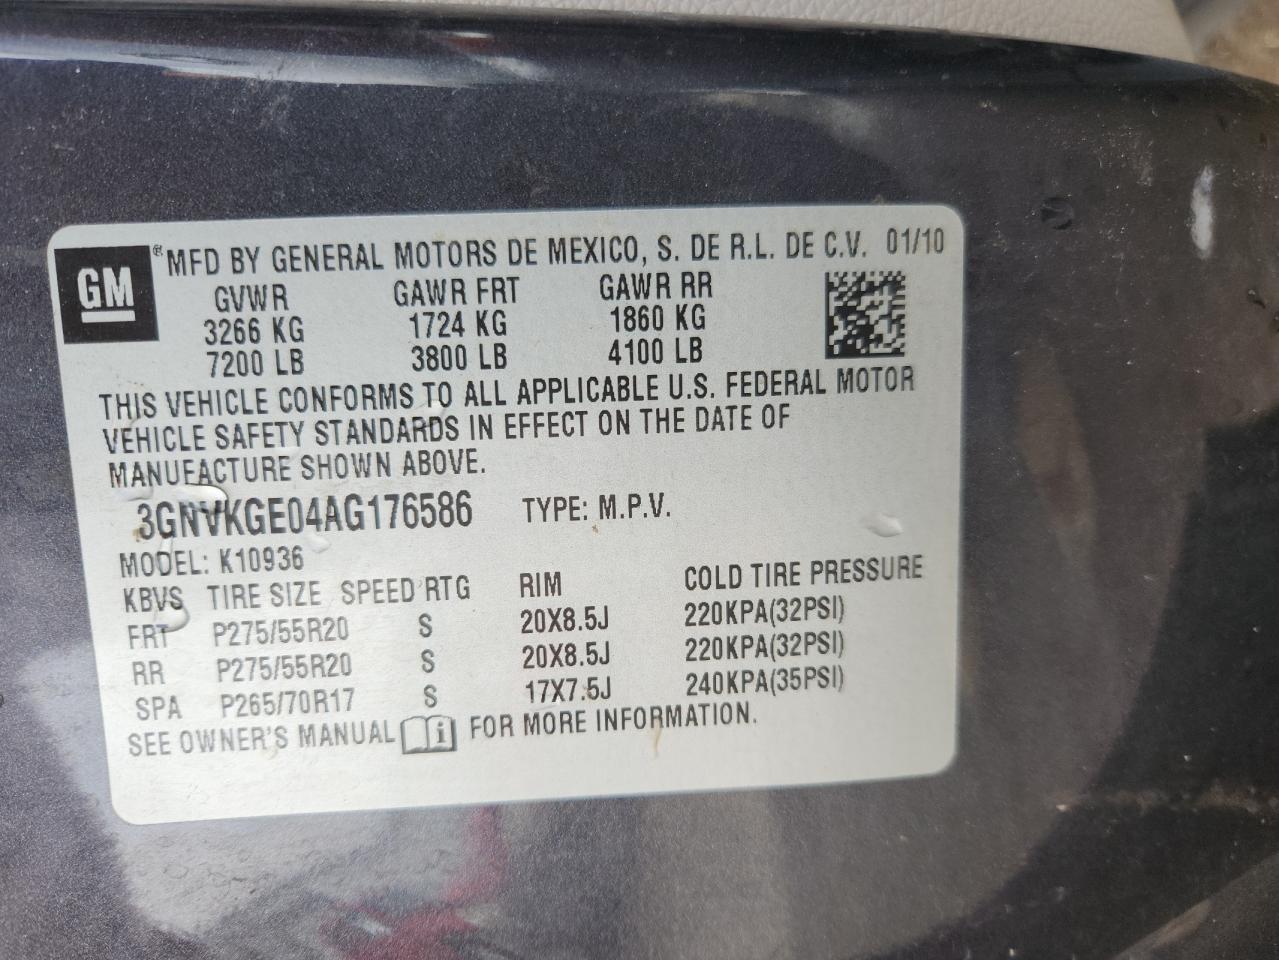 GM
® MFD BY GENERAL MOTORS DE MEXICO, S. DE R.L. DE C.V. 01/10
GVWR GAWR FRT GAWR RR
3266 KG 1724 KG 1860 KG
7200 LB 3800 LB 4100 LB
THIS VEHICLE CONFORMS TO ALL APPLICABLE U.S. FEDERAL MOTOR
VEHICLE SAFETY STANDARDS IN EFFECT ON THE DATE OF
MANUFACTURE SHOWN ABOVE.
3GNVKGE04AG176586 TYPE: M.P.V.
MODEL: K10936
KBVS TIRE SIZE SPEED RTG RIM COLD TIRE PRESSURE
FRT P275/55R20 S 20X8.5J 220KPA(32PSI)
RR P275/55R20 S 20X8.5J 220KPA(32PSI)
SPA P265/70R17 S 17X7.5J 240KPA(35PSI)
SEE OWNER'S MANUAL i FOR MORE INFORMATION.